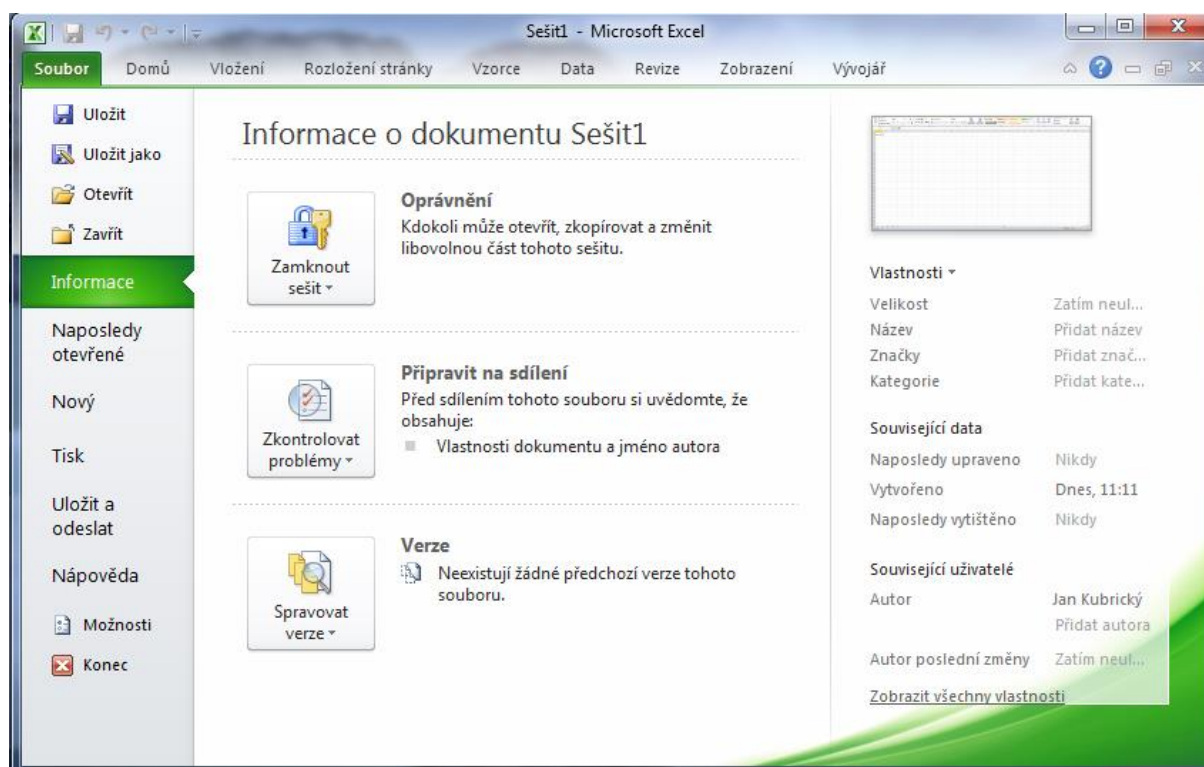 Sešit1 - Microsoft Excel
Soubor Domů Vložení Rozložení stránky Vzorce Data Revize Zobrazení Vývojář
Uložit
Uložit jako
Otevřít
Zavřít
Informace
Naposledy
otevřené
Nový
Tisk
Uložit a
odeslat
Nápověda
Možnosti
Konec
Informace o dokumentu Sešit1
Zamknout
sešit
Oprávnění
Kdokoli může otevřít, zkopírovat a změnit
libovolnou část tohoto sešitu.
Zkontrolovat
problémy
Připravit na sdílení
Před sdílením tohoto souboru si uvědomte, že
obsahuje:
Vlastnosti dokumentu a jméno autora
Spravovat
verze
Verze
Neexistují žádné předchozí verze tohoto
souboru.
Vlastnosti
Velikost Zatím neul...
Název Přidat název
Značky Přidat znač...
Kategorie Přidat kate...
Související data
Naposledy upraveno Nikdy
Vytvořeno Dnes, 11:11
Naposledy vytištěno Nikdy
Související uživatelé
Autor Jan Kubrický
Přidat autora
Autor poslední změny Zatím neul...
Zobrazit všechny vlastnosti